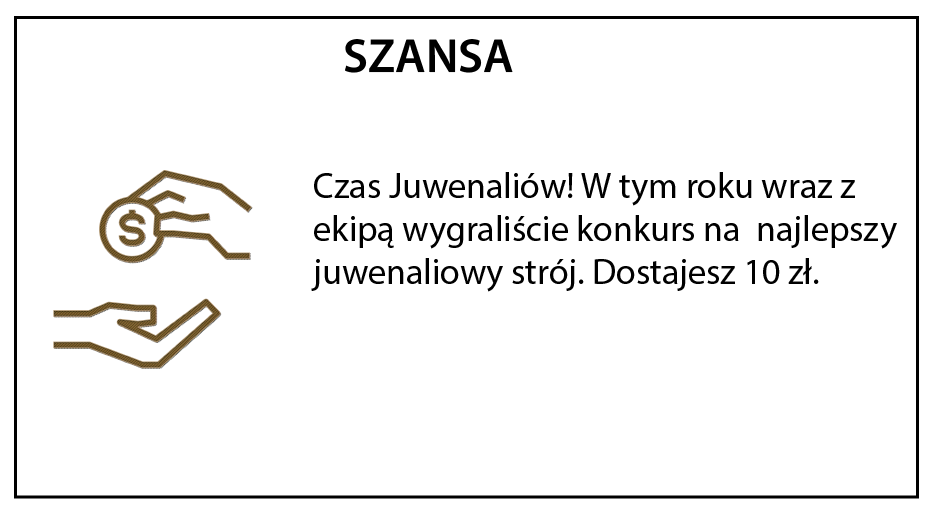 SZANSA
$
Czas Juwenaliów! W tym roku wraz z
ekipą wygraliście konkurs na  najlepszy
juwenaliowy strój. Dostajesz 10 zł.